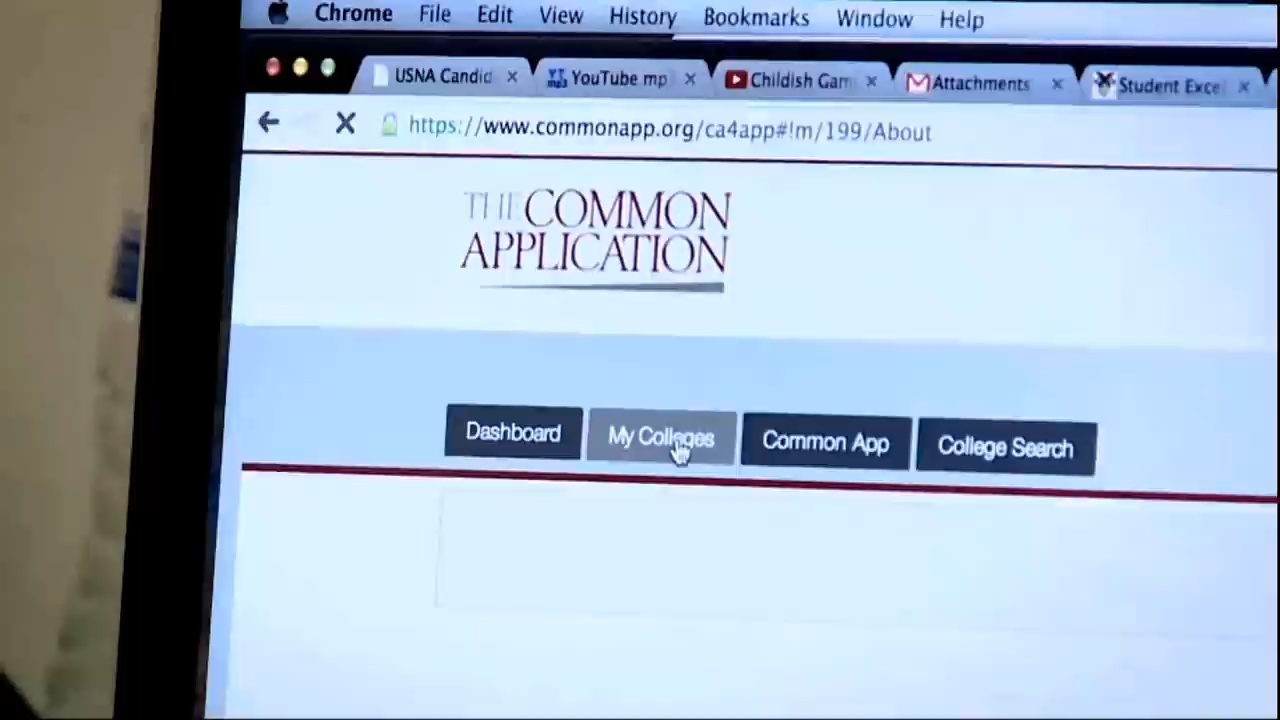 Chrome File Edit View History Bookmarks Window Help
USNA Candid YouTube mp Childish Gam Attachments Student Excel
https://www.commonapp.org/ca4app#!m/199/About
THE COMMON
APPLICATION
Dashboard My Colleges Common App College Search